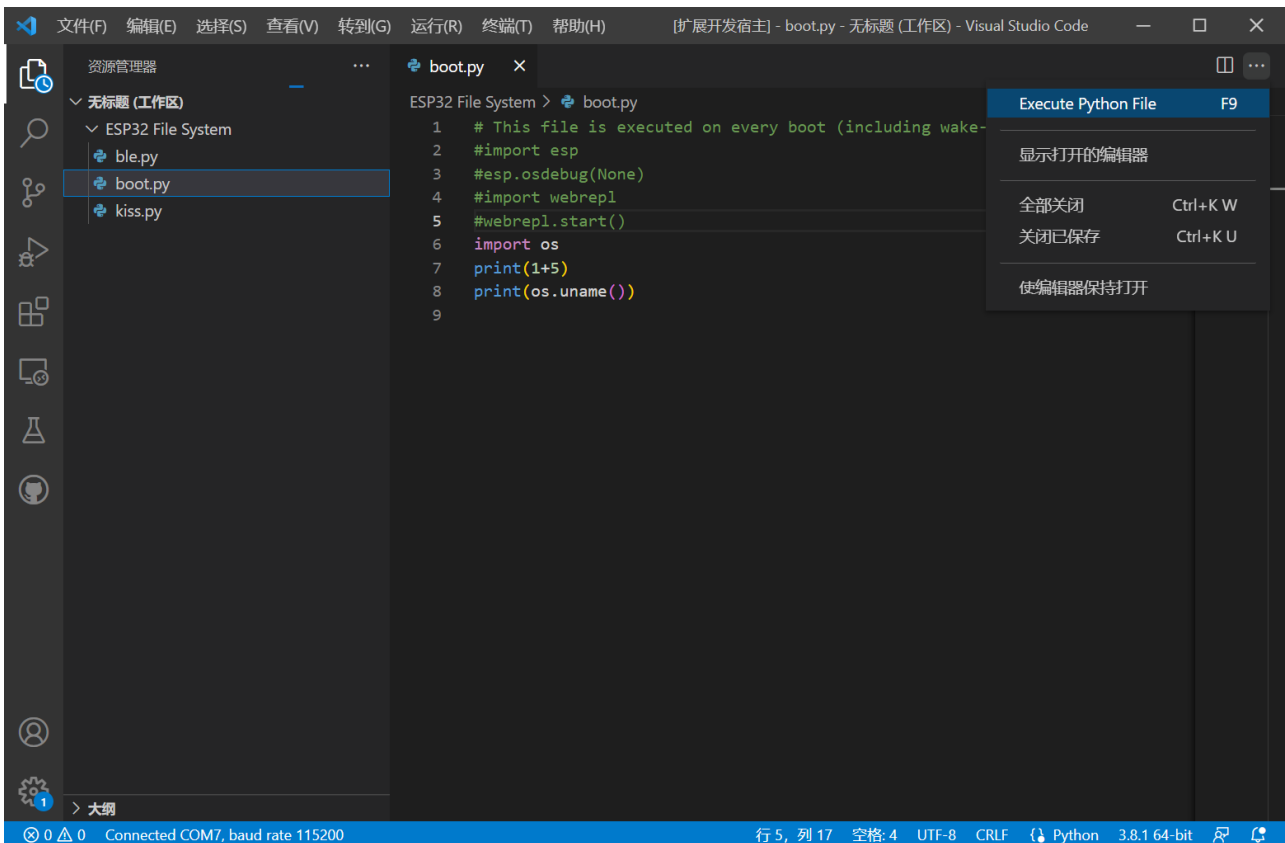 文件(F) 编辑(E) 选择(S) 查看(V) 转到(G) 运行(R) 终端(T) 帮助(H) [扩展开发宿主] - boot.py - 无标题 (工作区) - Visual Studio Code
资源管理器
无标题 (工作区)
ESP32 File System
ble.py
boot.py
kiss.py
大纲
boot.py
ESP32 File System > boot.py
1 # This file is executed on every boot (including wake-
2 #import esp
3 #esp.osdebug(None)
4 #import webrepl
5 #webrepl.start()
6 import os
7 print(1+5)
8 print(os.uname())
9
Execute Python File F9
显示打开的编辑器
全部关闭 Ctrl+K W
关闭已保存 Ctrl+K U
使编辑器保持打开
1
0 0 Connected COM7, baud rate 115200 行 5，列 17 空格: 4 UTF-8 CRLF Python 3.8.1 64-bit